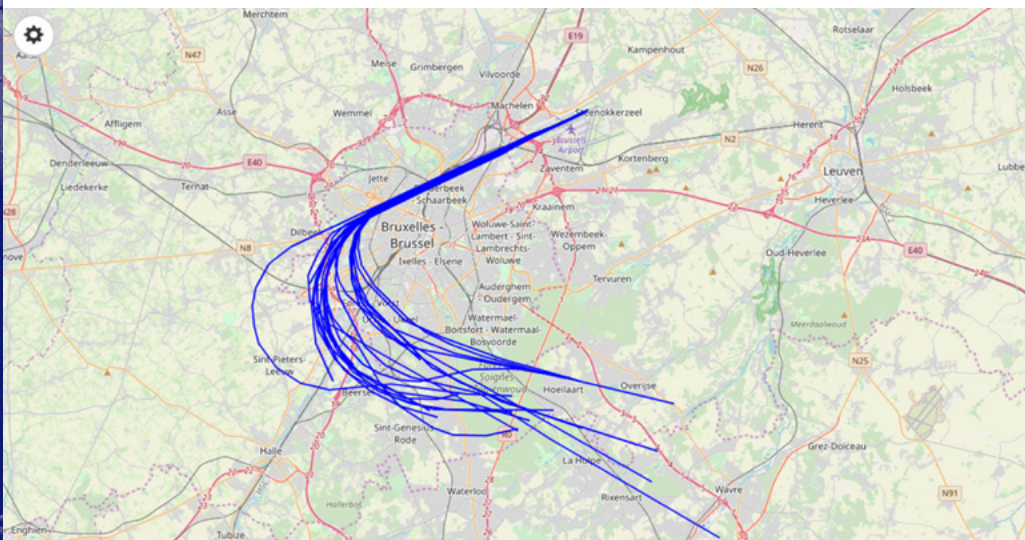 Merchtem
Rotselaar
E19
Kampenhout
N47
Meise
Grimbergen
N26
Vilvoorde
Holsbeek
Asse
Wemmel
Machelen
Steenokkerzeel
Affligem
Brussels
Airport
Herent
N2
Denderleeuw
E40
Kortenberg
Zaventem
Leuven
Liedekerke
Ternat
Jette
Schaarbeek
Heverlee
N28
Kraainem
Bruxelles -
Brussel
Woluwe-Saint-
Lambert - Sint-
Lambrechts-
Woluwe
Wezembeek-
Oppem
N8
Ixelles - Elsene
Oud-Heverlee
E40
Tervuren
Auderghem
- Oudergem
Watermael-
Boitsfort - Watermaal-
Bosvoorde
Meerdaalwoud
Sint-Pieters-
Leeuw
N25
Hoeilaart
Overijse
Beersel
Sint-Genesius-
Rode
R0
Halle
La Hulpe
Grez-Doiceau
Waterloo
Rixensart
Wavre
N91
Hallerbos
Enghien
Tubize